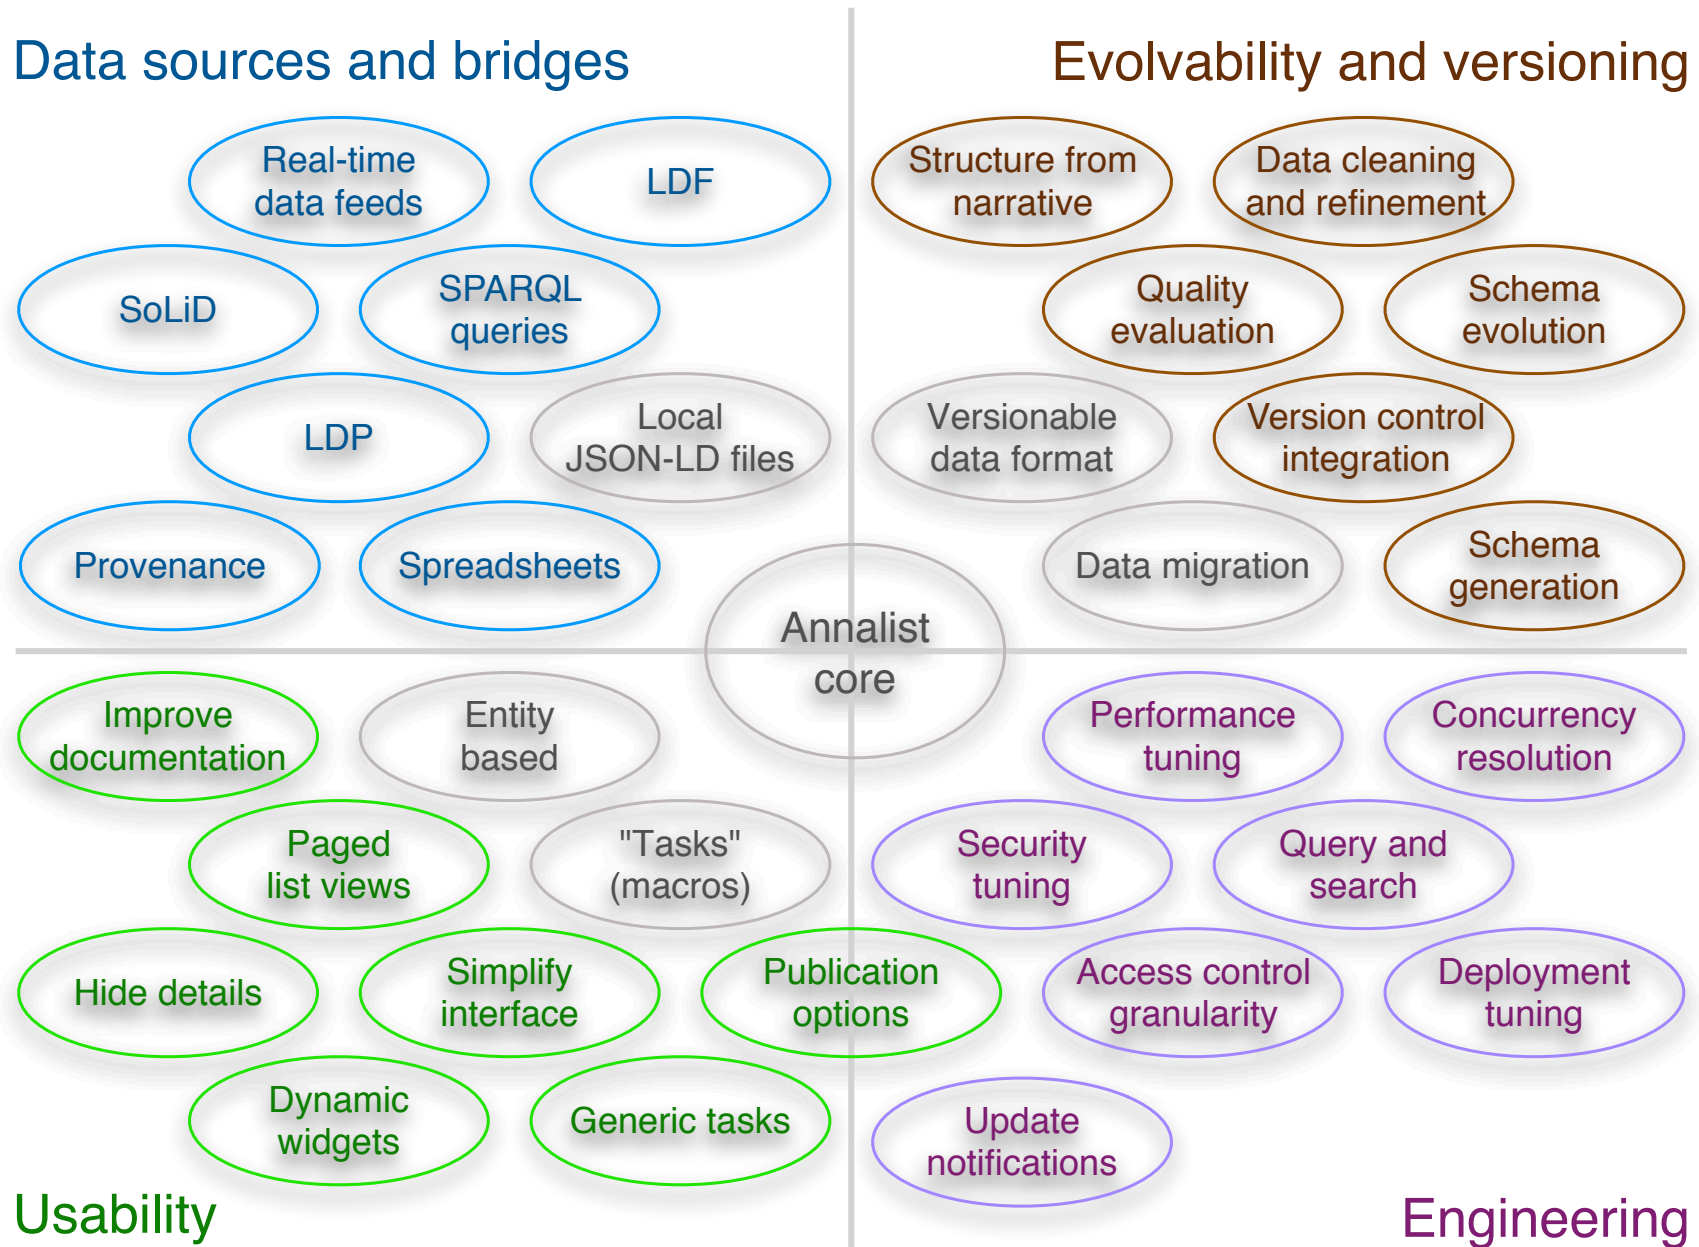 Data sources and bridges
Real-time
data feeds
LDF
SoLiD
SPARQL
queries
LDP
Local
JSON-LD files
Provenance
Spreadsheets
Evolvability and versioning
Structure from
narrative
Data cleaning
and refinement
Quality
evaluation
Schema
evolution
Versionable
data format
Version control
integration
Data migration
Schema
generation
Annalist
core
Improve
documentation
Entity
based
Paged
list views
"Tasks"
(macros)
Hide details
Simplify
interface
Publication
options
Dynamic
widgets
Generic tasks
Usability
Performance
tuning
Concurrency
resolution
Security
tuning
Query and
search
Access control
granularity
Deployment
tuning
Update
notifications
Engineering